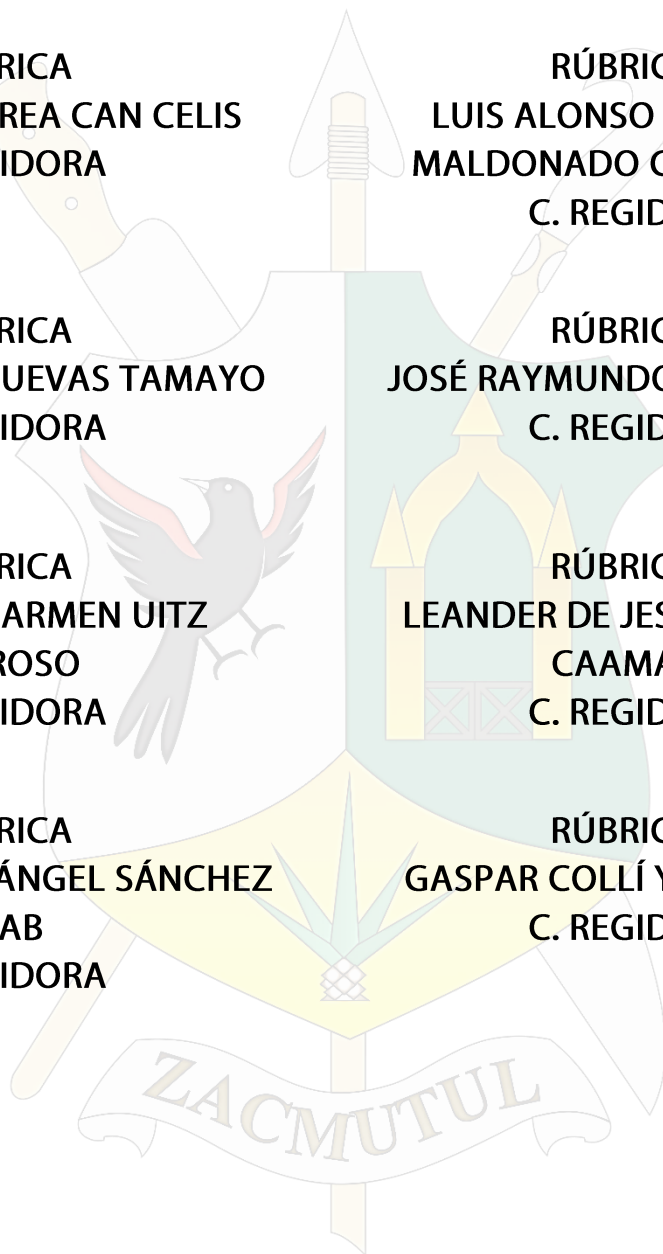 RICA
REA CAN CELIS
IDORA
RÚBRIC
LUIS ALONSO
MALDONADO C
C. REGID
RICA
UEVAS TAMAYO
IDORA
RÚBRIC
JOSÉ RAYMUNDO
C. REGID
RICA
ARMEN UITZ
ROSO
IDORA
RÚBRIC
LEANDER DE JES
CAAMA
C. REGID
RICA
ÁNGEL SÁNCHEZ
AB
IDORA
RÚBRIC
GASPAR COLLÍ Y
C. REGID
ZACMUTUL